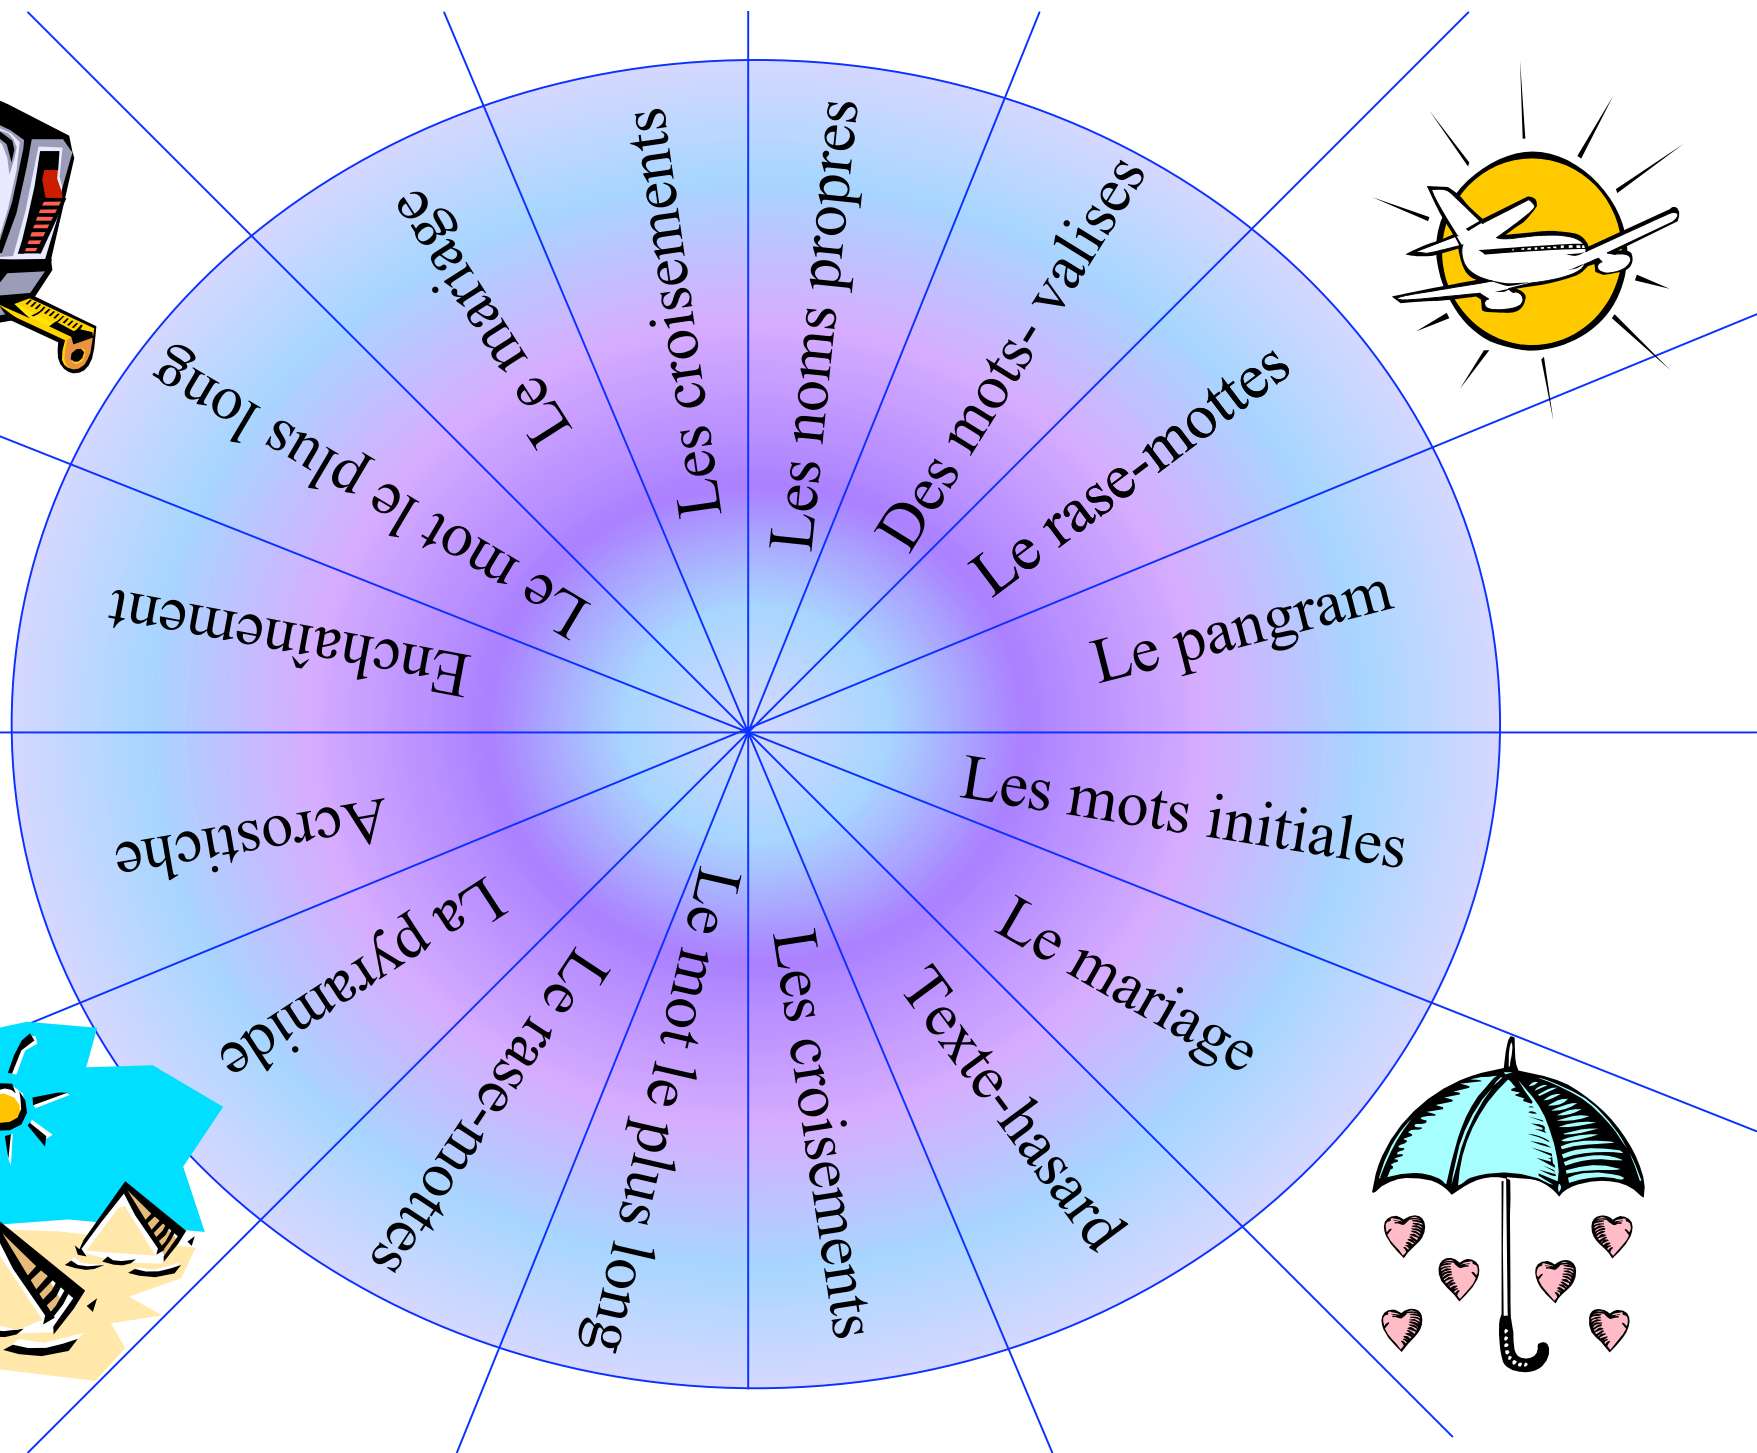 Les noms propres
Des mots- valises
Le rase-mottes
Le pangram
Les mots initiales
Le mariage
Texte-hasard
Les croisements
Le mot le plus long
Le rase-mottes
La pyramide
Acrostiche
Enchaînement
Le mot le plus long
Le mariage
Les croisements